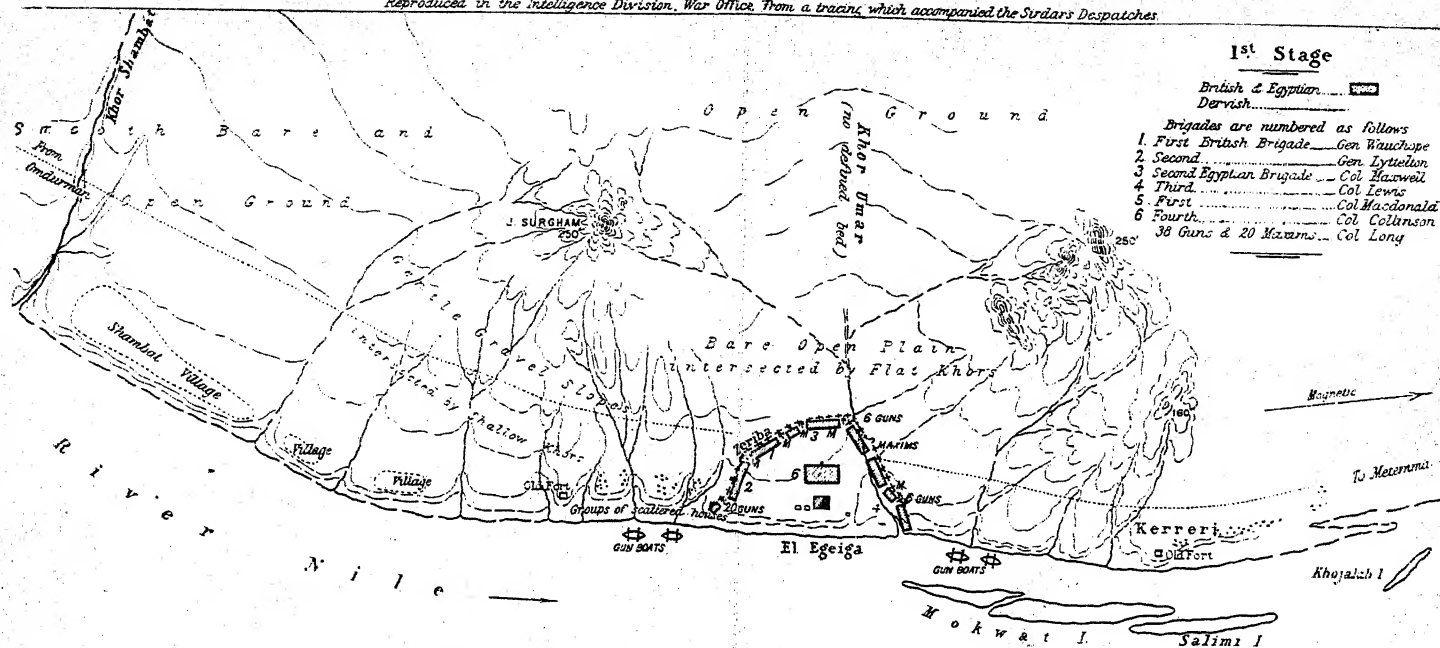 Reproduced in the Intelligence Division, War Office, From a tracing which accompanied the Sirdar's Despatches.
1st. Stage
British & Egyptian
Dervish
Brigades are numbered as follows
1. First British Brigade Gen Wauchope
2 Second Gen Lyttelton
3 Second Egyptian Brigade Col Maxwell
4 Third Col Lewis
5 First Col Macdonald
6 Fourth Col Collinson
38 Guns & 20 Maxims Col Long
Khor Shambat
Smooth Bare and
Open Ground
From Omdurman
Open Ground
Khor Umar
(no defined bed)
J. SURGHAM
250'
250'
Gentle Gravel Slopes
intersected by Shallow Khors
Bare Open Plain
intersected by Flat Khors
Magnetic
160'
Shambat Village
Village
Village
Old Fort
Groups of scattered houses
Zeriba
6 GUNS
MAXIMS
M
M
3 M
1
2
6
4
M.
6 GUNS
20 GUNS
GUN BOATS
El Egeiga
GUN BOATS
To Metemma
Kerreri
Old Fort
Khojalab I
River Nile
Mokwat I.
Salimi I